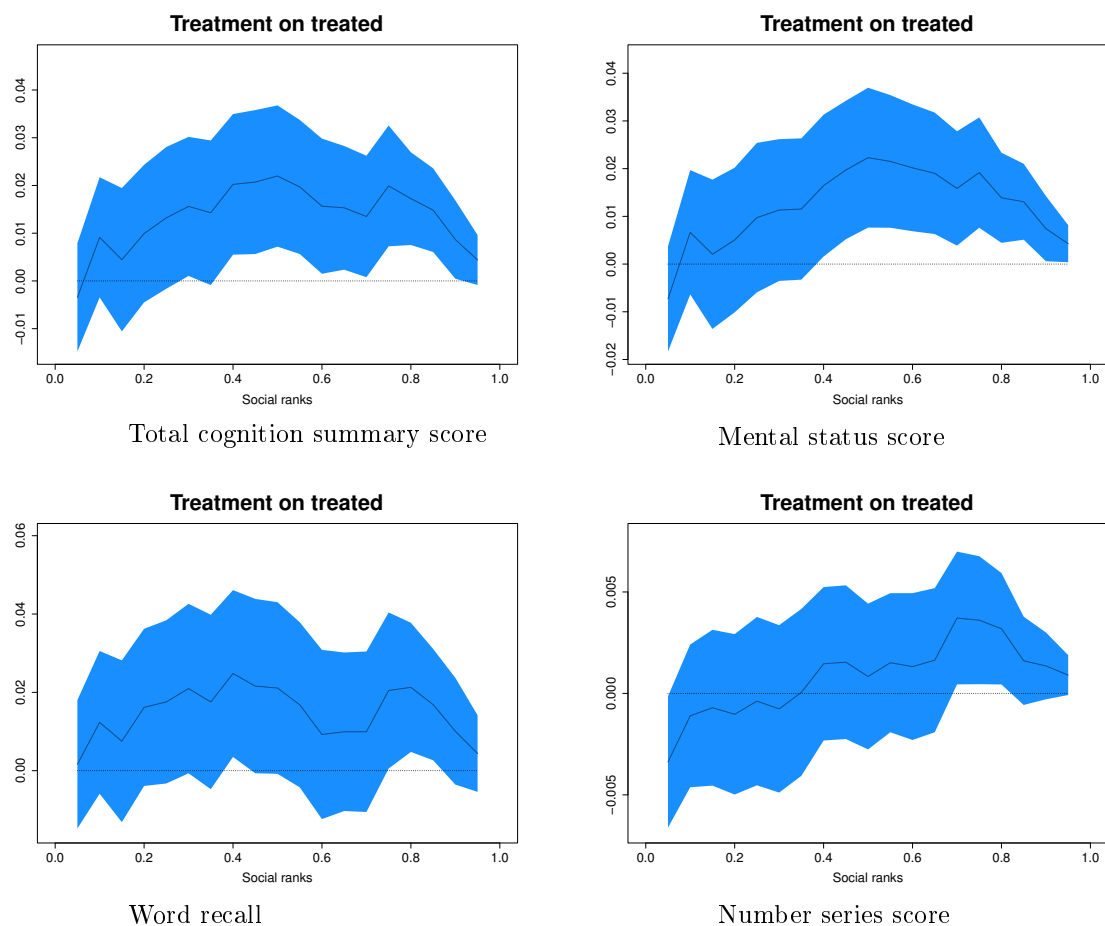 Treatment on treated
0.04
0.03
0.02
0.01
0.00
−0.01
0.0 0.2 0.4 0.6 0.8 1.0
Social ranks
Total cognition summary score
Treatment on treated
0.04
0.03
0.02
0.01
0.00
−0.01
−0.02
0.0 0.2 0.4 0.6 0.8 1.0
Social ranks
Mental status score
Treatment on treated
0.06
0.04
0.02
0.00
0.0 0.2 0.4 0.6 0.8 1.0
Social ranks
Word recall
Treatment on treated
0.005
0.000
−0.005
0.0 0.2 0.4 0.6 0.8 1.0
Social ranks
Number series score